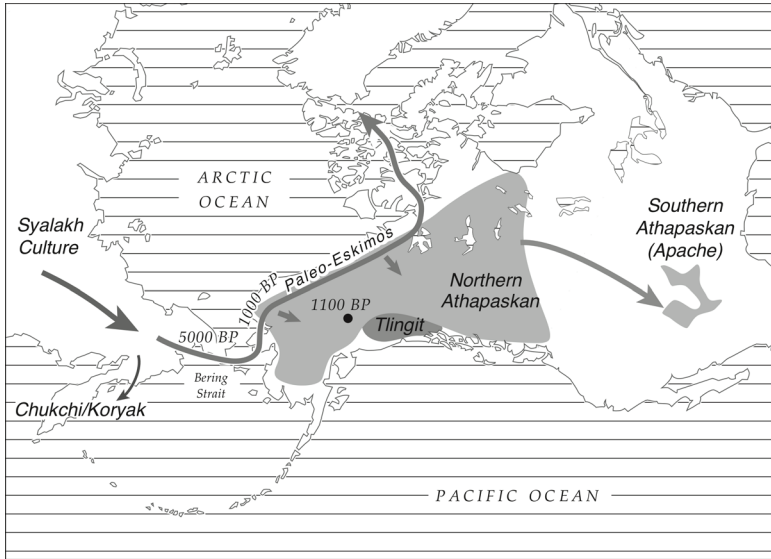 ARCTIC
OCEAN
Syalakh
Culture
Southern
Athapaskan
(Apache)
Paleo-Eskimos
1000 BP
Northern
Athapaskan
1100 BP
Tlingit
5000 BP
Bering
Strait
Chukchi/Koryak
PACIFIC OCEAN